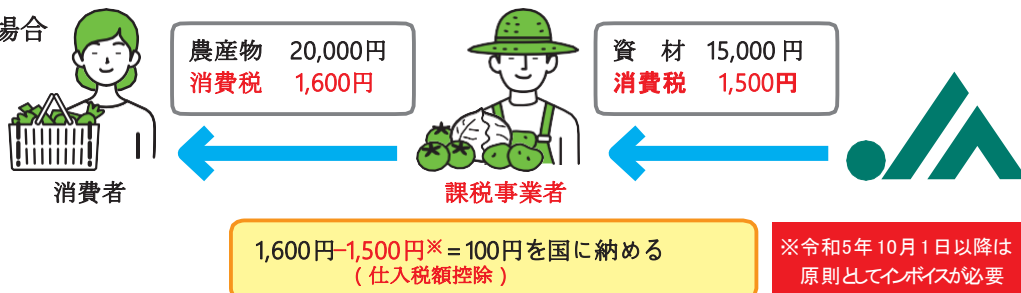 場合
農産物 20,000円
消費税 1,600円
資 材 15,000円
消費税 1,500円
消費者
課税事業者
1,600円−1,500円※=100円を国に納める
(仕入税額控除)
※令和5年10月1日以降は
原則としてインボイスが必要